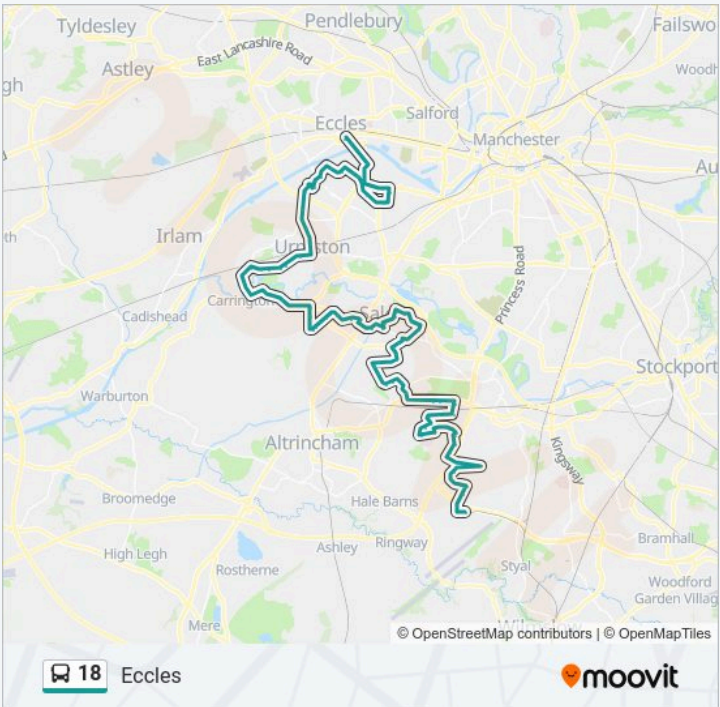 Tyldesley
Pendlebury
Failswo
East Lancashire Road
Astley
Woodh
gh
Salford
Eccles
Manchester
Au
th
Irlam
Urmston
Princess Road
Carrington
Cadishead
Sal
Stockport
Warburton
Altrincham
Kingsway
Broomedge
Hale Barns
High Legh
Ashley
Ringway
Bramhall
Rostherne
Styal
Woodford
Garden Villag
Mere
© OpenStreetMap contributors | © OpenMapTiles
18 Eccles
moovit